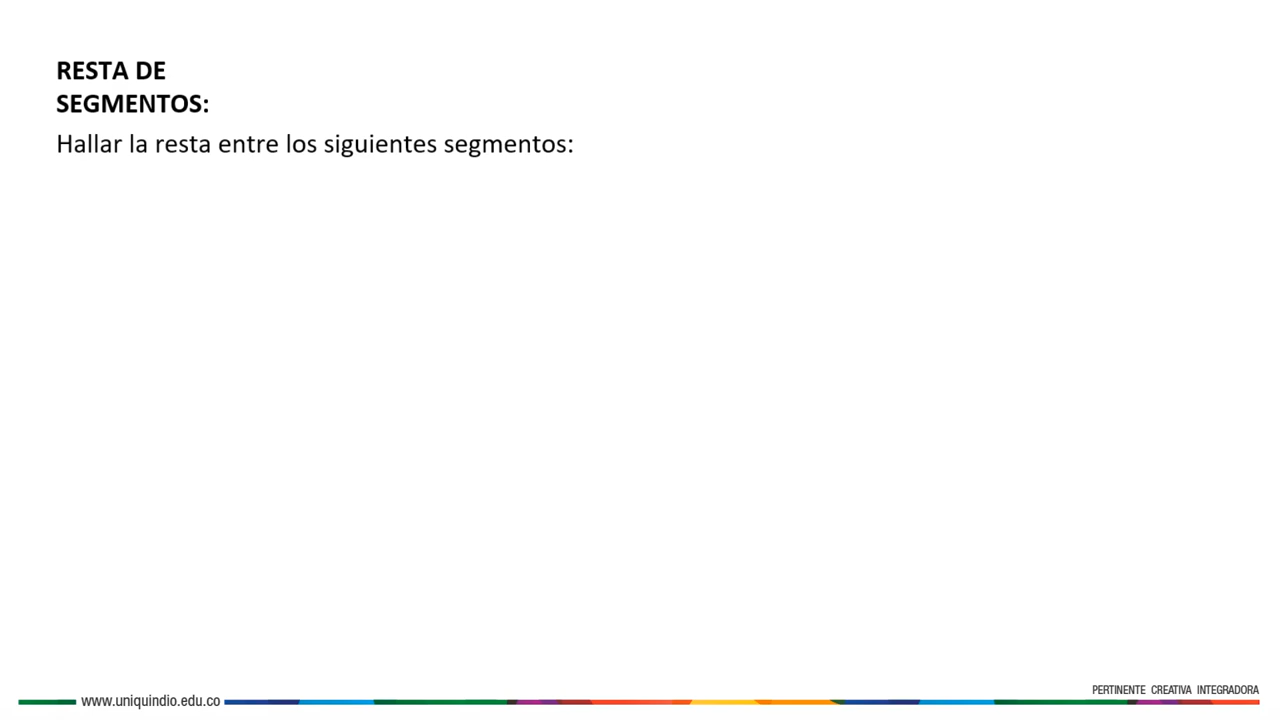 RESTA DE
SEGMENTOS:
Hallar la resta entre los siguientes segmentos:
PERTINENTE CREATIVA INTEGRADORA
www.uniquindio.edu.co